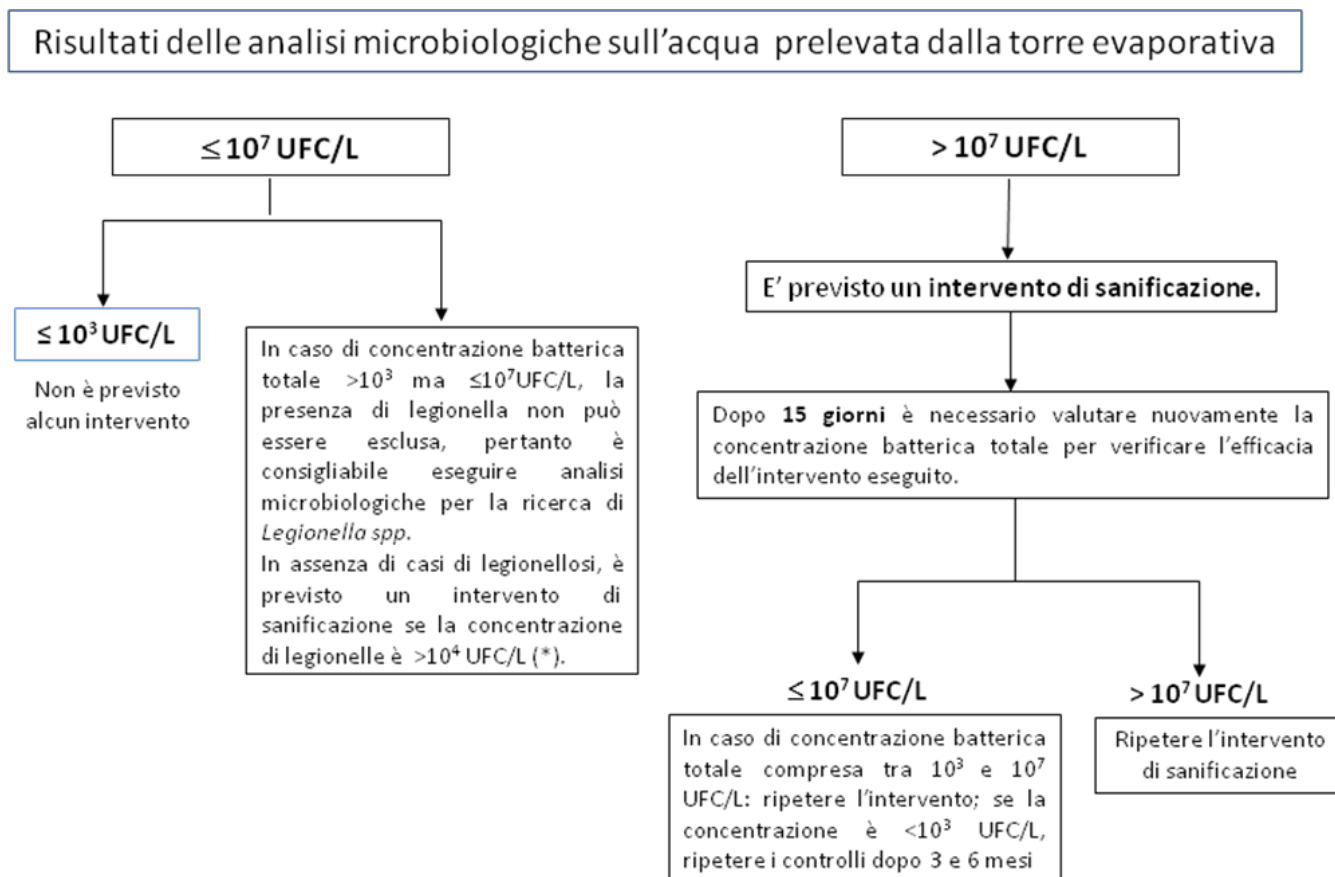 Risultati delle analisi microbiologiche sull’acqua prelevata dalla torre evaporativa
≤ 10⁷ UFC/L
> 10⁷ UFC/L
E’ previsto un intervento di sanificazione.
≤ 10³ UFC/L
Non è previsto
alcun intervento
In caso di concentrazione batterica
totale >10³ ma ≤10⁷UFC/L, la
presenza di legionella non può
essere esclusa, pertanto è
consigliabile eseguire analisi
microbiologiche per la ricerca di
Legionella spp.
In assenza di casi di legionellosi, è
previsto un intervento di
sanificazione se la concentrazione
di legionelle è >10⁴ UFC/L (*).
Dopo 15 giorni è necessario valutare nuovamente la
concentrazione batterica totale per verificare l’efficacia
dell’intervento eseguito.
≤ 10⁷ UFC/L
In caso di concentrazione batterica
totale compresa tra 10³ e 10⁷
UFC/L: ripetere l’intervento; se la
concentrazione è <10³ UFC/L,
ripetere i controlli dopo 3 e 6 mesi
> 10⁷ UFC/L
Ripetere l’intervento
di sanificazione